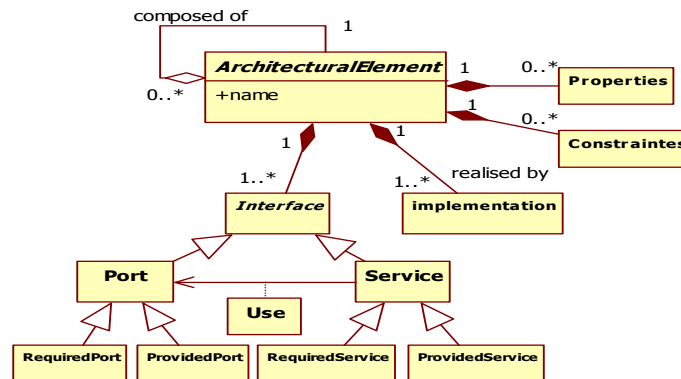 composed of
1
ArchitecturalElement
+name
0..*
1
0..*
Properties
1
0..*
Constraintes
1
1
1..*
realised by
1..*
Interface
implementation
Port
Service
Use
RequiredPort
ProvidedPort
RequiredService
ProvidedService